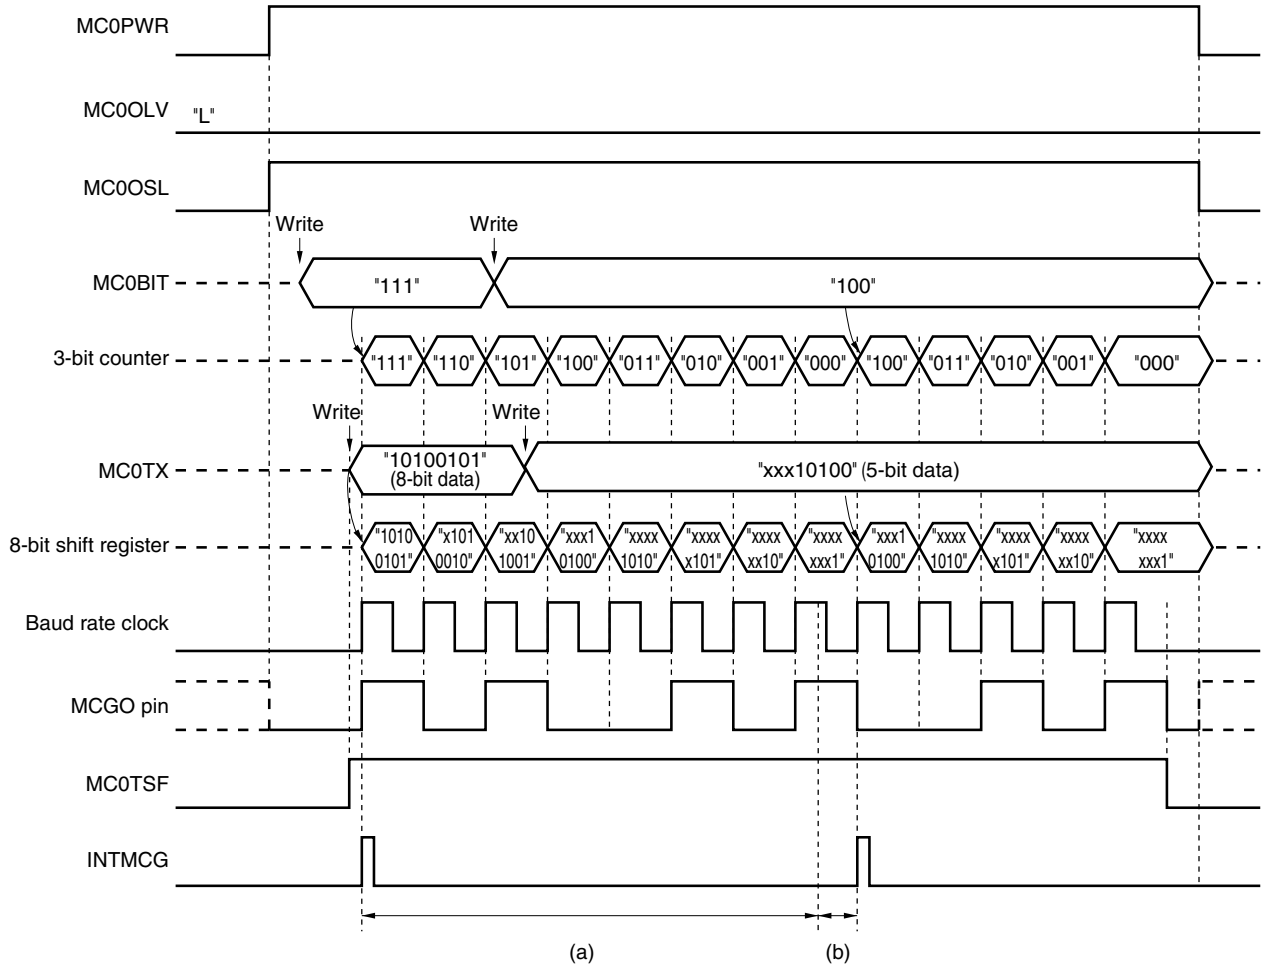 MC0PWR
MC0OLV "L"
MC0OSL
Write Write
MC0BIT "111" "100"
3-bit counter "111" "110" "101" "100" "011" "010" "001" "000" "100" "011" "010" "001" "000"
Write Write
MC0TX "10100101" "xxx10100" (5-bit data)
(8-bit data)
8-bit shift register "1010 "x101 "xx10 "xxx1 "xxxx "xxxx "xxxx "xxxx "xxx1 "xxxx "xxxx "xxxx "xxxx
0101" 0010" 1001" 0100" 1010" x101" xx10" xxx1" 0100" 1010" x101" xx10" xxx1"
Baud rate clock
MCGO pin
MC0TSF
INTMCG
(a) (b)